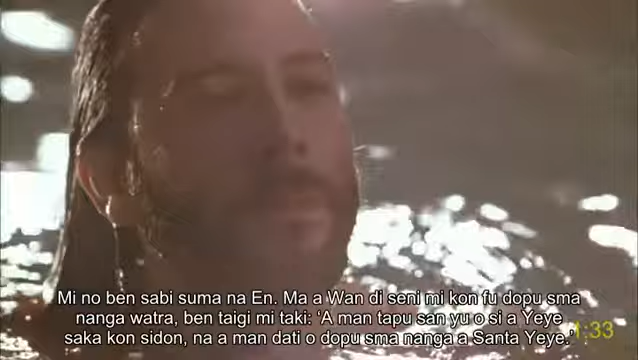 Mi no ben sabi suma na En. Ma a Wan di seni mi kon fu dopu sma
nanga watra, ben taigi mi taki: 'A man tapu san yu o si a Yeye
saka kon sidon, na a man dati o dopu sma nanga a Santa Yeye.'
1:33